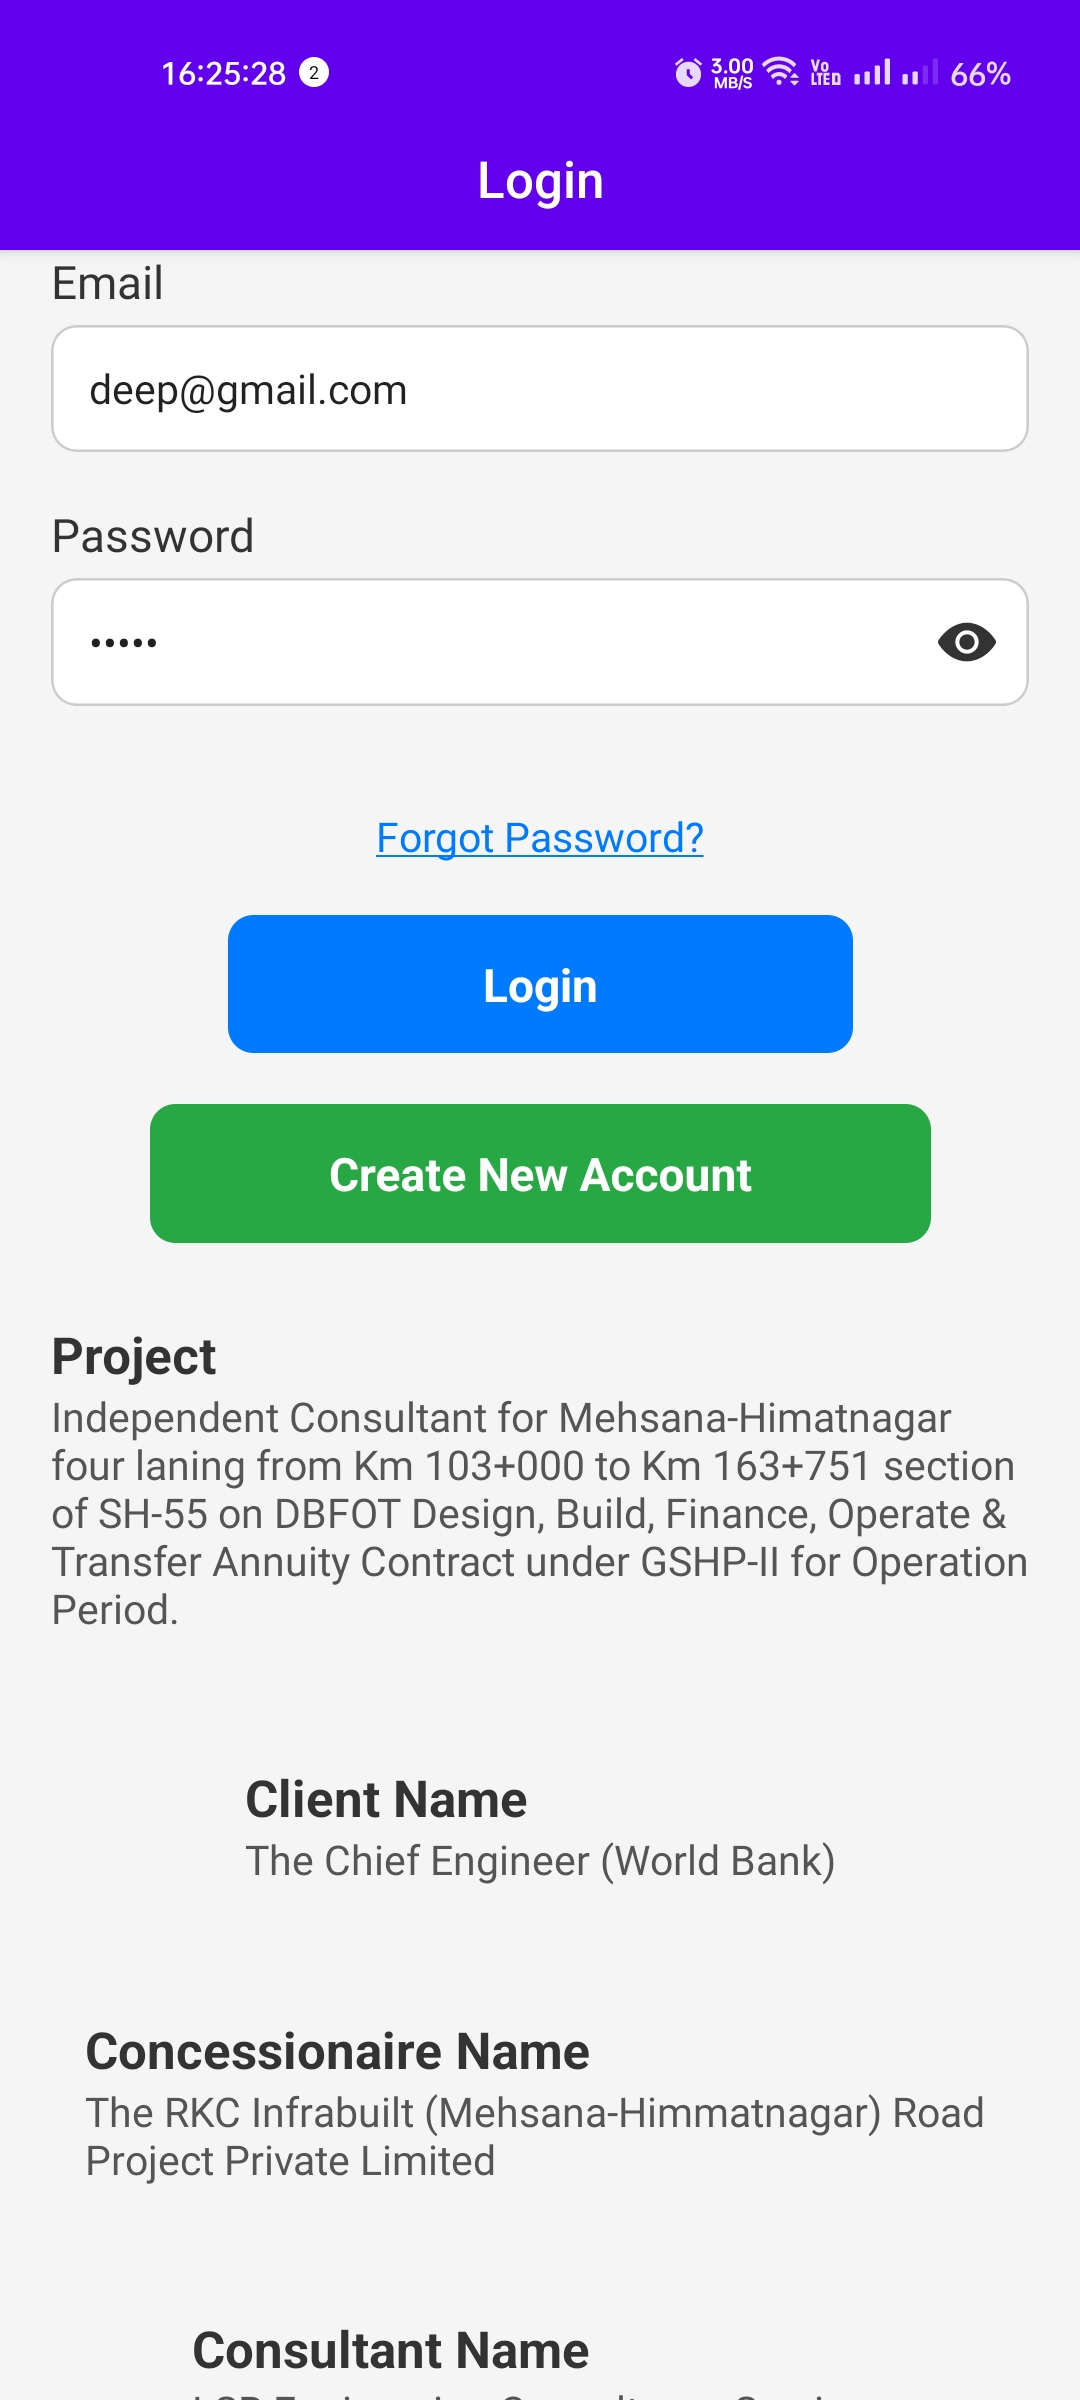 16:25:28 2 3.00 MB/S Vo LTED 66%
Login
Email
deep@gmail.com
Password
•••••
Forgot Password?
Login
Create New Account
Project
Independent Consultant for Mehsana-Himatnagar
four laning from Km 103+000 to Km 163+751 section
of SH-55 on DBFOT Design, Build, Finance, Operate &
Transfer Annuity Contract under GSHP-II for Operation
Period.
Client Name
The Chief Engineer (World Bank)
Concessionaire Name
The RKC Infrabuilt (Mehsana-Himmatnagar) Road
Project Private Limited
Consultant Name